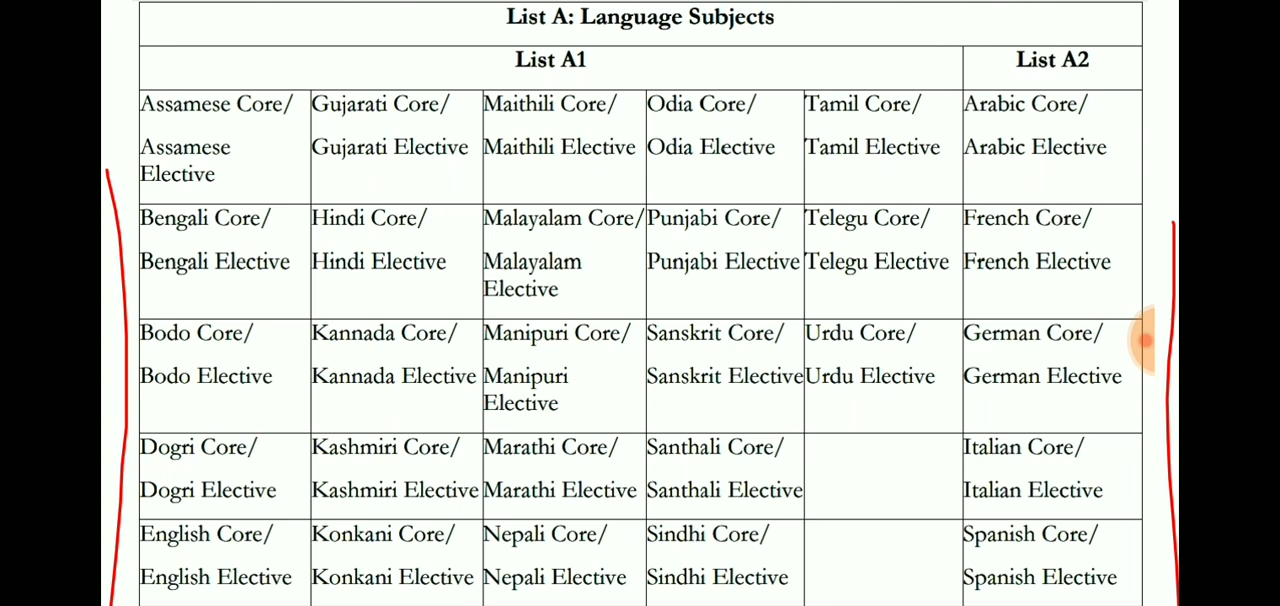 List A: Language Subjects
List A1
List A2
Assamese Core/
Assamese
Elective
Gujarati Core/
Gujarati Elective
Maithili Core/
Maithili Elective
Odia Core/
Odia Elective
Tamil Core/
Tamil Elective
Arabic Core/
Arabic Elective
Bengali Core/
Bengali Elective
Hindi Core/
Hindi Elective
Malayalam Core/
Malayalam
Elective
Punjabi Core/
Punjabi Elective
Telegu Core/
Telegu Elective
French Core/
French Elective
Bodo Core/
Bodo Elective
Kannada Core/
Kannada Elective
Manipuri Core/
Manipuri
Elective
Sanskrit Core/
Sanskrit Elective
Urdu Core/
Urdu Elective
German Core/
German Elective
Dogri Core/
Dogri Elective
Kashmiri Core/
Kashmiri Elective
Marathi Core/
Marathi Elective
Santhali Core/
Santhali Elective
Italian Core/
Italian Elective
English Core/
English Elective
Konkani Core/
Konkani Elective
Nepali Core/
Nepali Elective
Sindhi Core/
Sindhi Elective
Spanish Core/
Spanish Elective